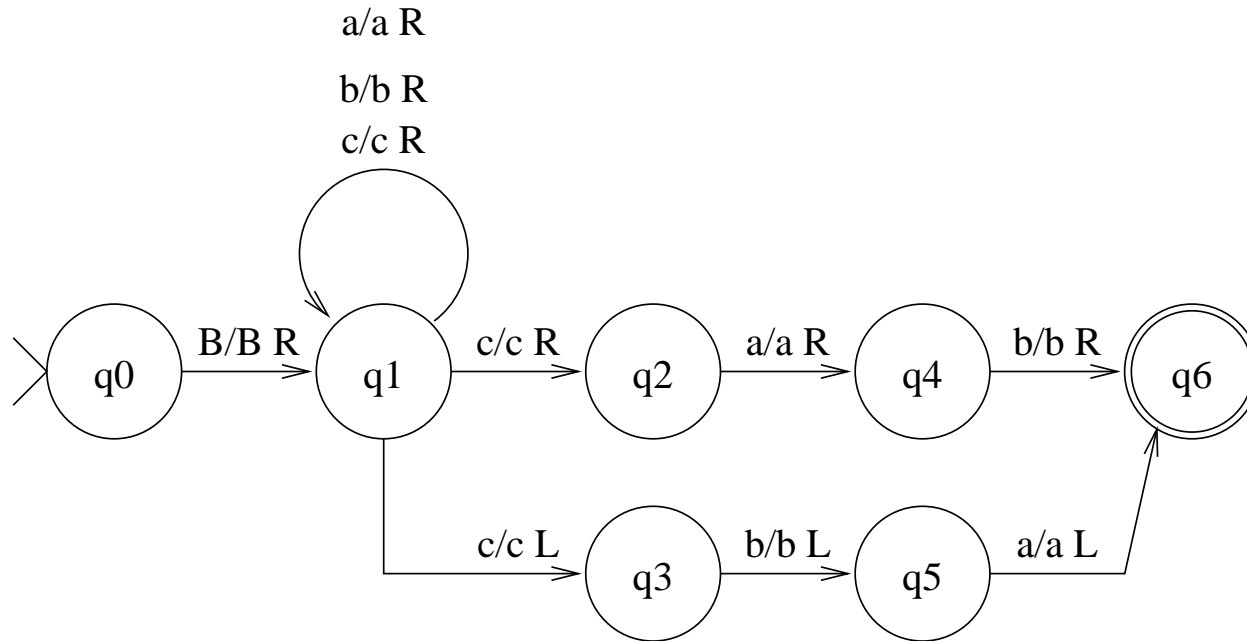 a/a R
b/b R
c/c R
B/B R
c/c R
a/a R
b/b R
q0
q1
q2
q4
q6
c/c L
b/b L
a/a L
q3
q5